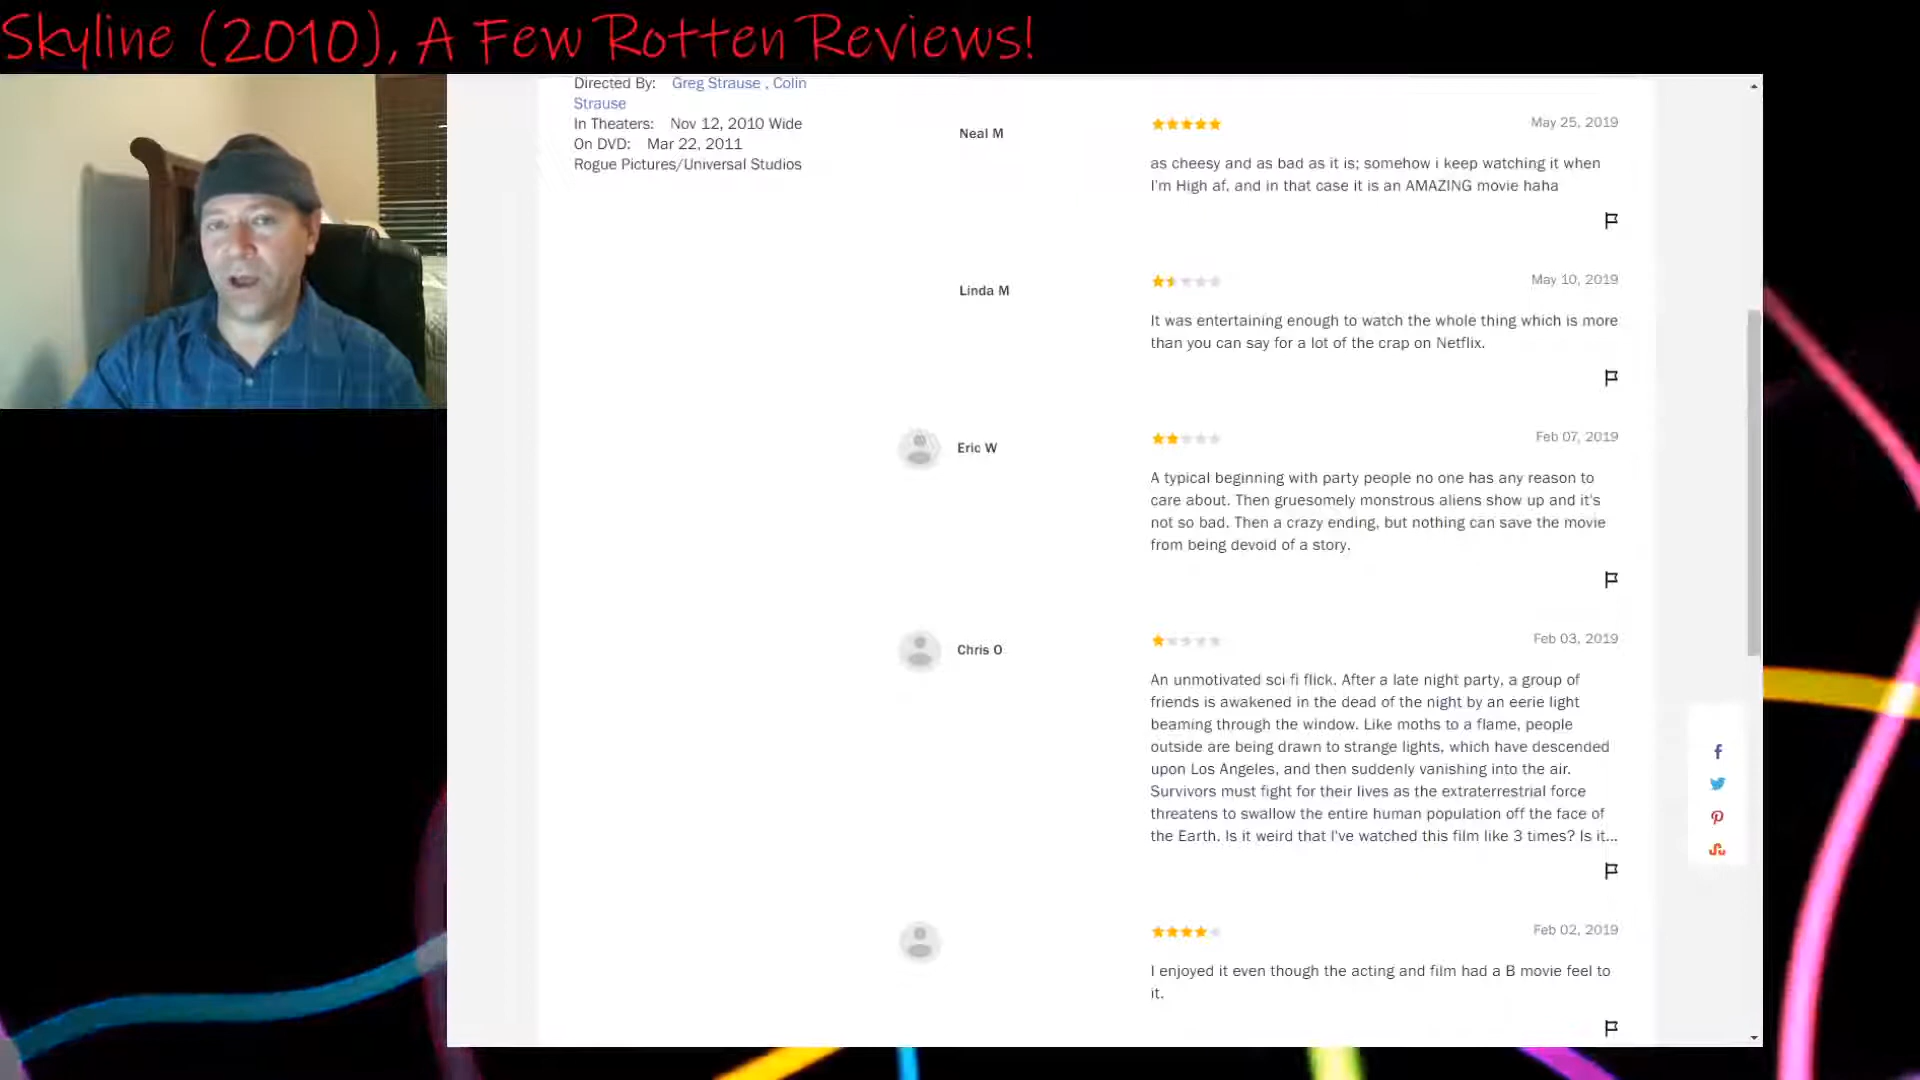 Skyline (2010), A Few Rotten Reviews!
Directed By: Greg Strause , Colin
Strause
In Theaters: Nov 12, 2010 Wide
On DVD: Mar 22, 2011
Rogue Pictures/Universal Studios
Neal M
May 25, 2019
as cheesy and as bad as it is; somehow i keep watching it when
I'm High af, and in that case it is an AMAZING movie haha
Linda M
May 10, 2019
It was entertaining enough to watch the whole thing which is more
than you can say for a lot of the crap on Netflix.
Eric W
Feb 07, 2019
A typical beginning with party people no one has any reason to
care about. Then gruesomely monstrous aliens show up and it's
not so bad. Then a crazy ending, but nothing can save the movie
from being devoid of a story.
Chris O
Feb 03, 2019
An unmotivated sci fi flick. After a late night party, a group of
friends is awakened in the dead of the night by an eerie light
beaming through the window. Like moths to a flame, people
outside are being drawn to strange lights, which have descended
upon Los Angeles, and then suddenly vanishing into the air.
Survivors must fight for their lives as the extraterrestrial force
threatens to swallow the entire human population off the face of
the Earth. Is it weird that I've watched this film like 3 times? Is it...
Feb 02, 2019
I enjoyed it even though the acting and film had a B movie feel to
it.